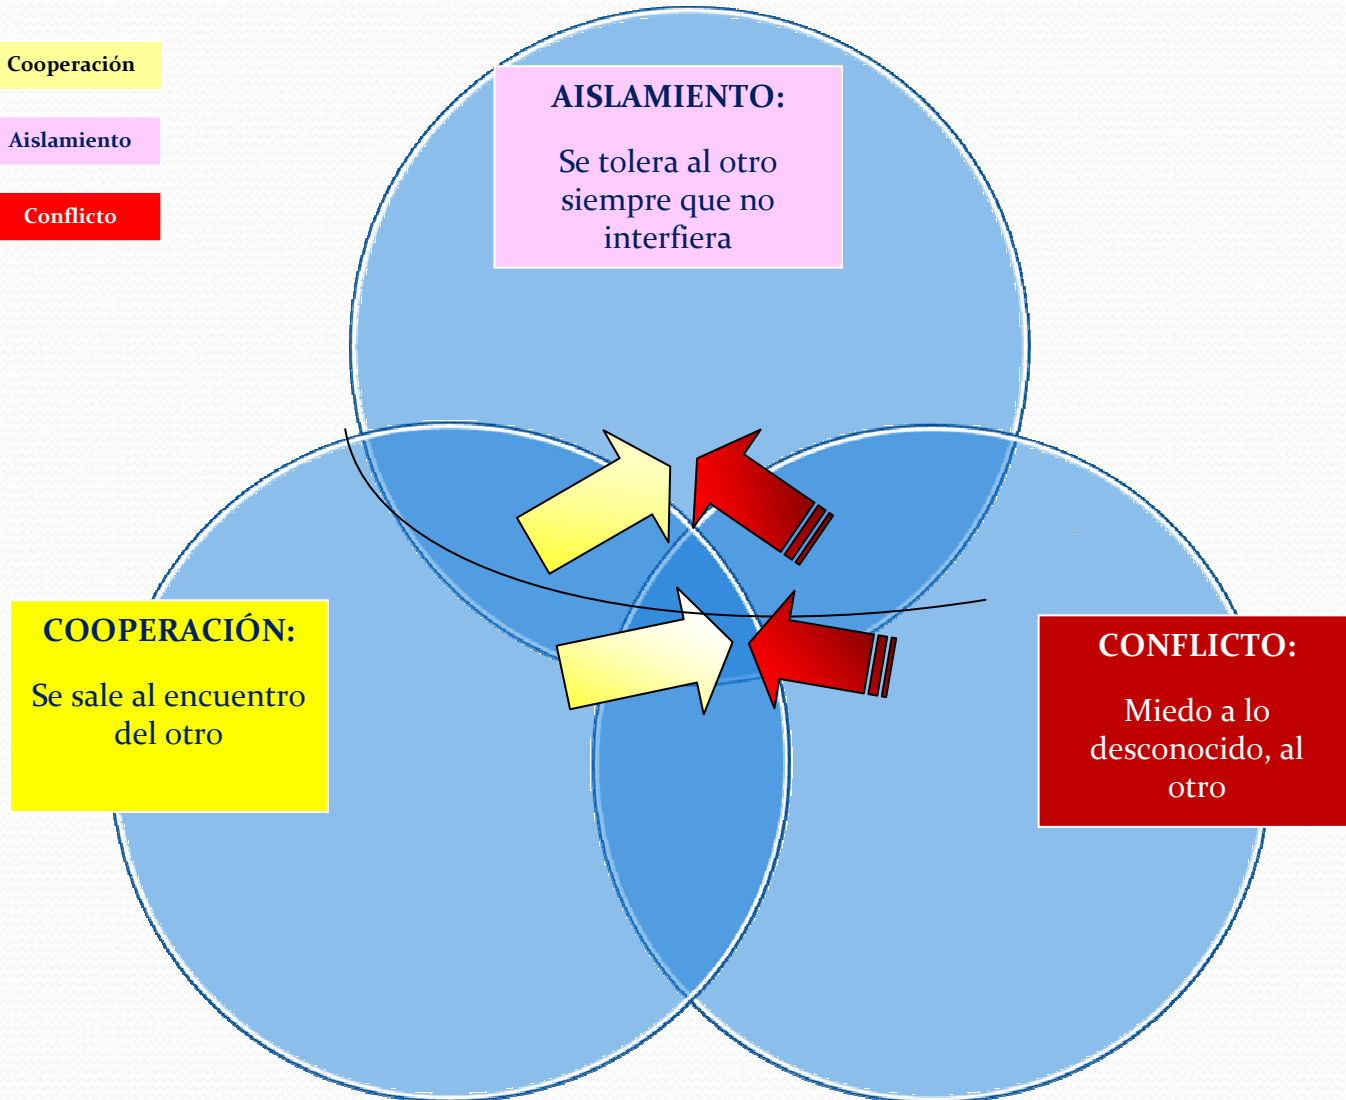 Cooperación
Aislamiento
Conflicto
AISLAMIENTO:
Se tolera al otro
siempre que no
interfiera
COOPERACIÓN:
Se sale al encuentro
del otro
CONFLICTO:
Miedo a lo
desconocido, al
otro